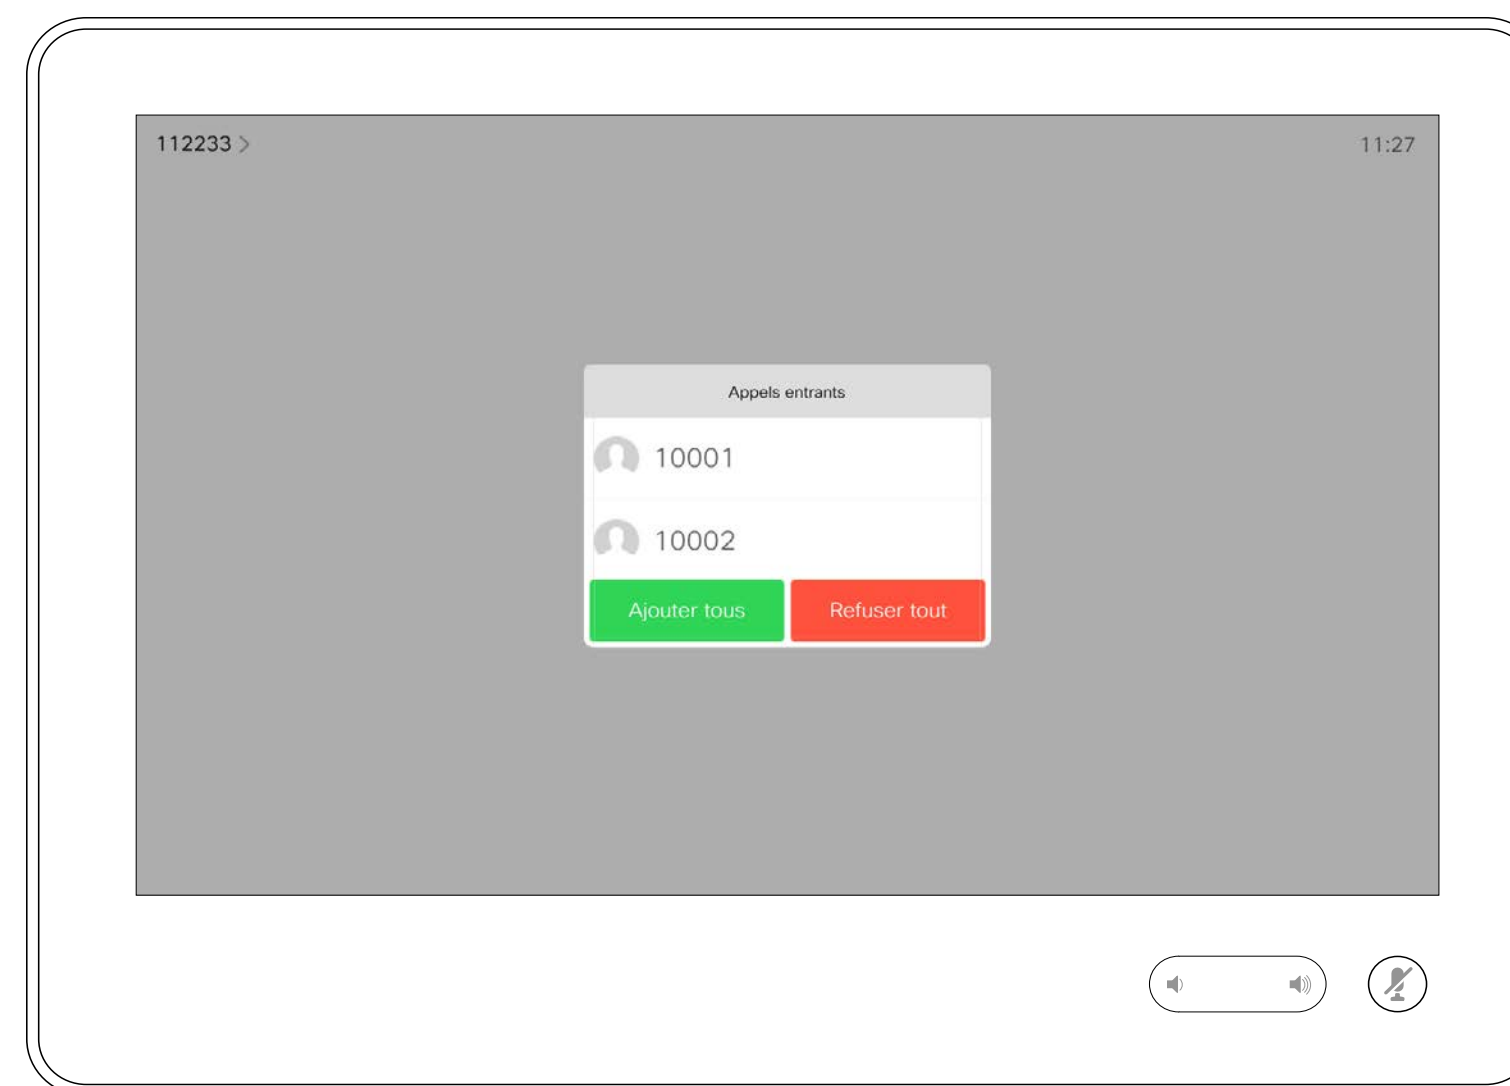 112233 >
11:27
Appels entrants
10001
10002
Ajouter tous
Refuser tout